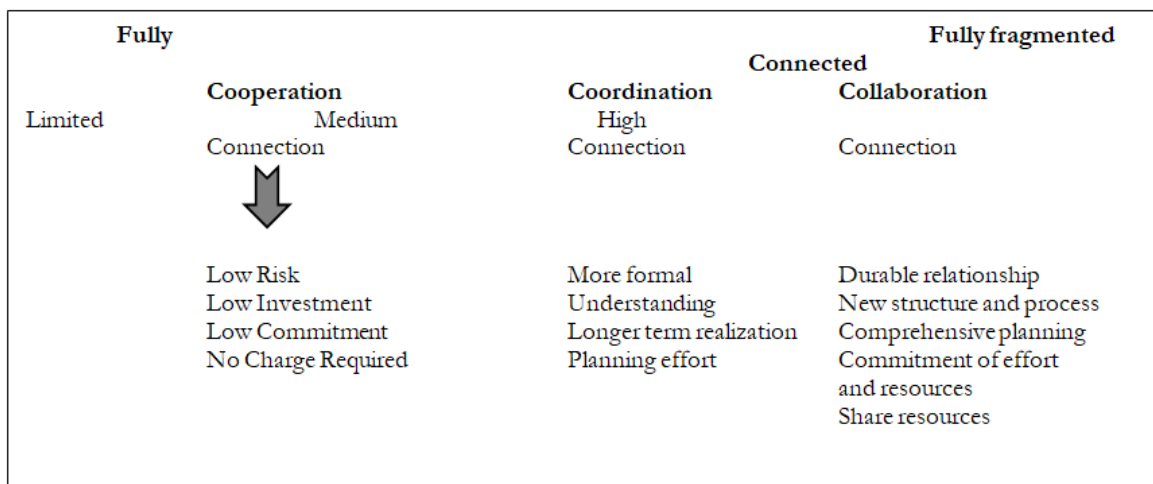 Fully Fully fragmented
Connected
Cooperation Coordination Collaboration
Limited Medium High
Connection Connection Connection
Low Risk More formal Durable relationship
Low Investment Understanding New structure and process
Low Commitment Longer term realization Comprehensive planning
No Charge Required Planning effort Commitment of effort
and resources
Share resources